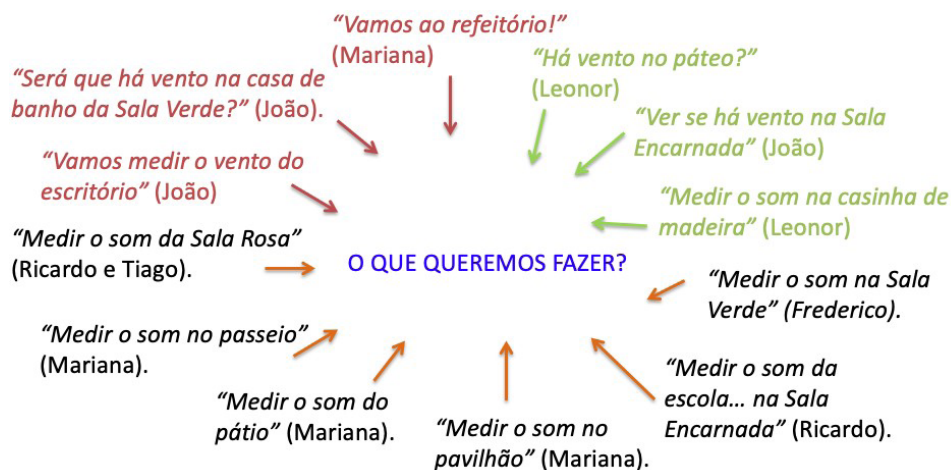 “Vamos ao refeitório!”
(Mariana)
“Há vento no páteo?”
(Leonor)
“Será que há vento na casa de
banho da Sala Verde?” (João).
“Ver se há vento na Sala
Encarnada” (João)
“Vamos medir o vento do
escritório” (João)
“Medir o som na casinha de
madeira” (Leonor)
“Medir o som da Sala Rosa”
(Ricardo e Tiago).
O QUE QUEREMOS FAZER?
“Medir o som na Sala
Verde” (Frederico).
“Medir o som no passeio”
(Mariana).
“Medir o som do
pátio” (Mariana).
“Medir o som no
pavilhão” (Mariana).
“Medir o som da
escola… na Sala
Encarnada” (Ricardo).